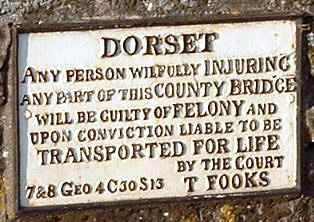 DORSET
ANY PERSON WILFULLY INJURING
ANY PART OF THIS COUNTY BRIDGE
WILL BE GUILTY OF FELONY AND
UPON CONVICTION LIABLE TO BE
TRANSPORTED FOR LIFE
BY THE COURT
7&8 GEO 4 C30 S13 T FOOKS